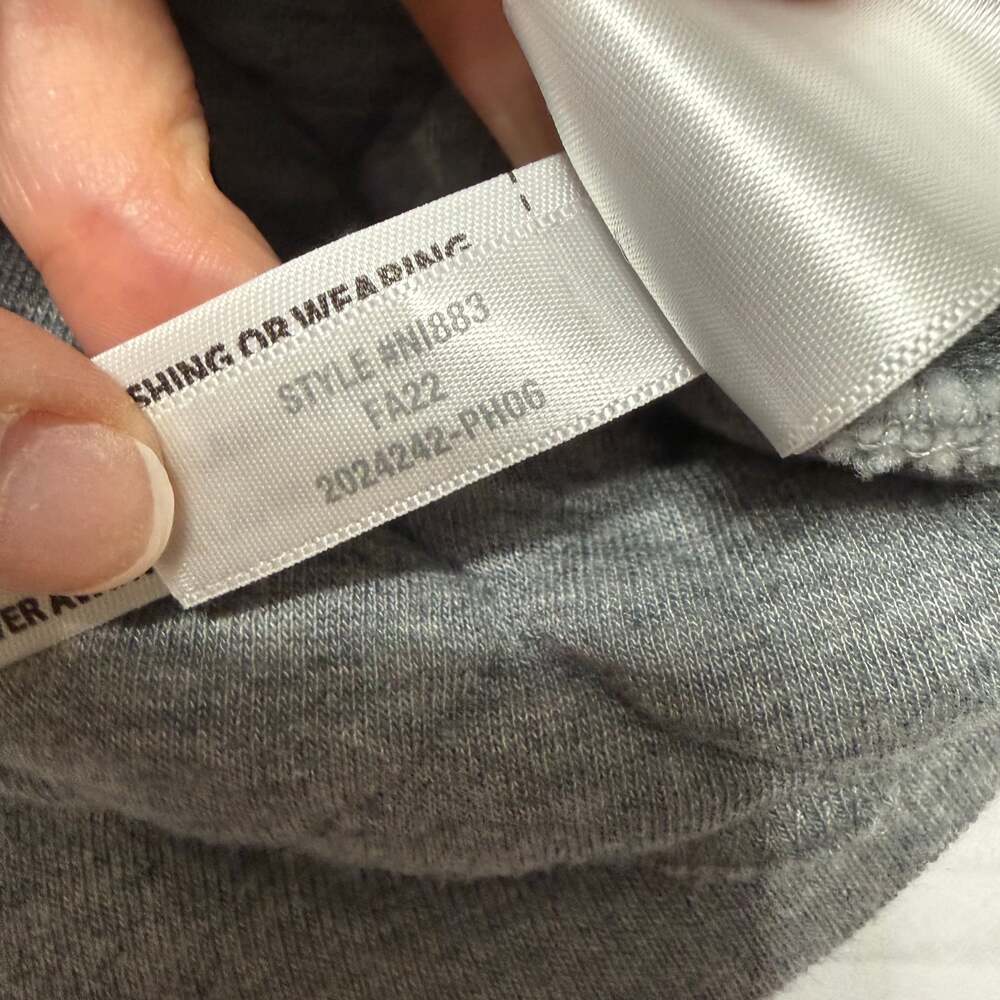 SHING OR WEARING
STYLE #NI883
FA22
2024242-PH06